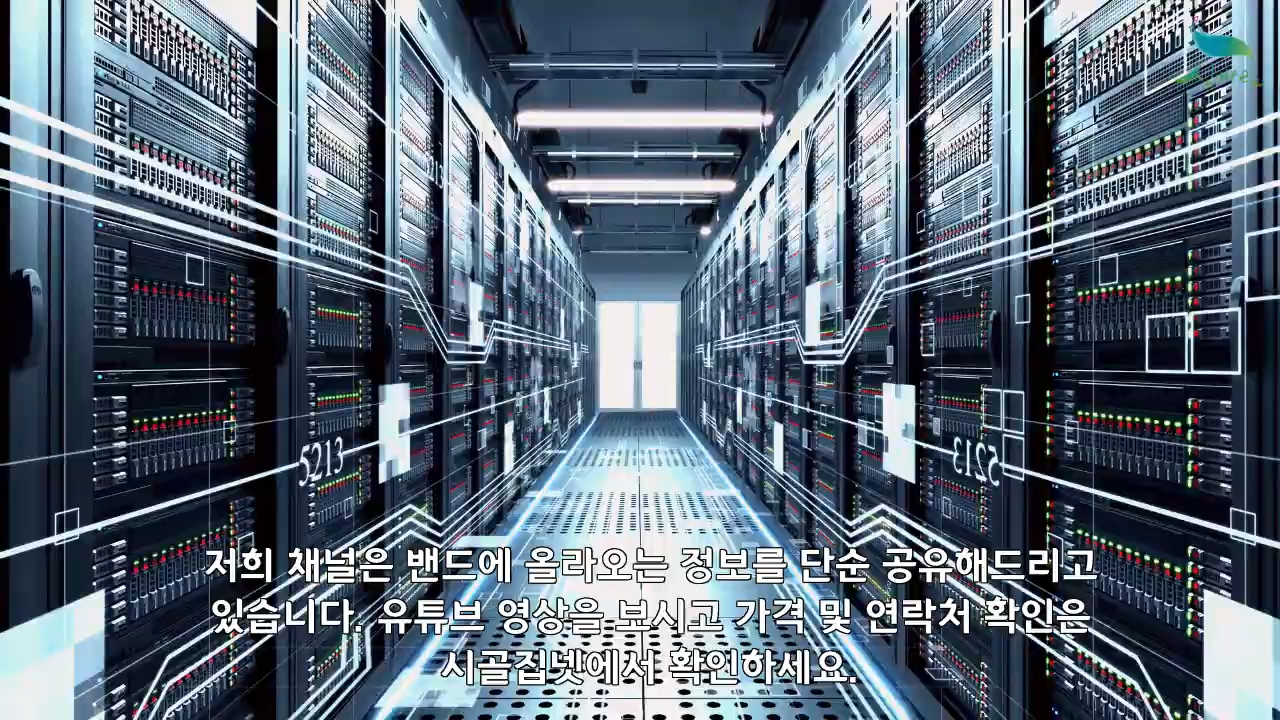 5213
5213
저희 채널은 밴드에 올라오는 정보를 단순 공유해드리고
있습니다. 유튜브 영상을 보시고 가격 및 연락처 확인은
시골집넷에서 확인하세요.